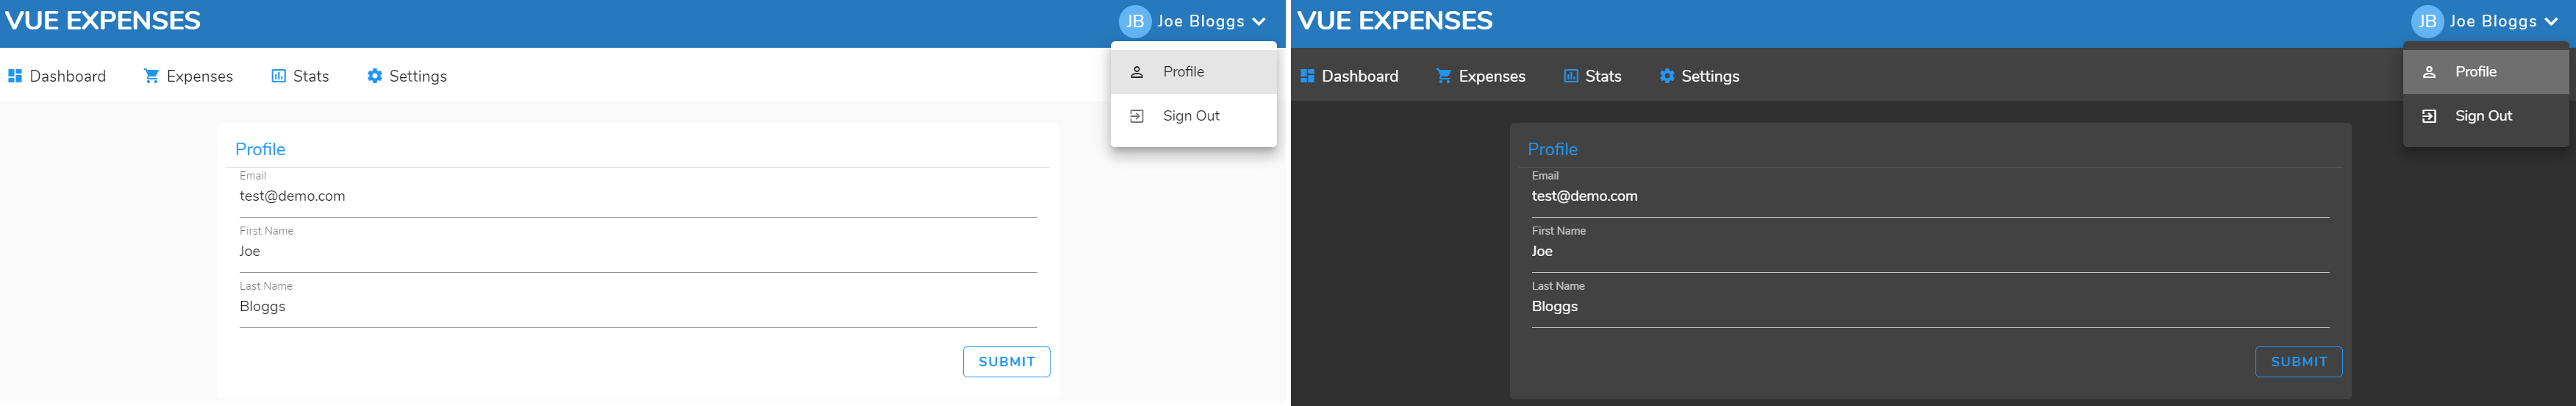 VUE EXPENSES
JB Joe Bloggs
Dashboard Expenses Stats Settings
Profile
Sign Out
Profile
Email
test@demo.com
First Name
Joe
Last Name
Bloggs
SUBMIT
VUE EXPENSES
JB Joe Bloggs
Dashboard Expenses Stats Settings
Profile
Sign Out
Profile
Email
test@demo.com
First Name
Joe
Last Name
Bloggs
SUBMIT